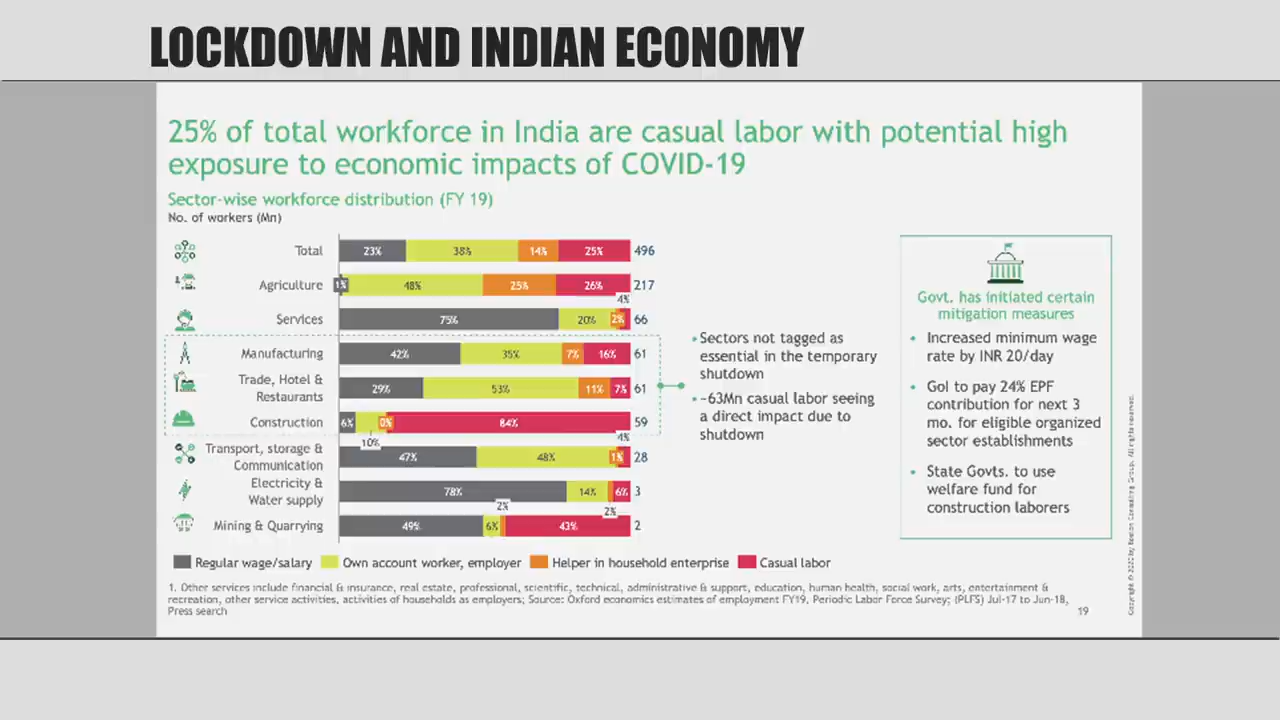 LOCKDOWN AND INDIAN ECONOMY
25% of total workforce in India are casual labor with potential high
exposure to economic impacts of COVID-19
Sector-wise workforce distribution (FY 19)
No. of workers (Mn)
Total 23% 38% 14% 25% 496
Agriculture 1% 48% 25% 26% 217
4%
Services 75% 20% 2% 66
Manufacturing 42% 35% 7% 16% 61
Trade, Hotel &
Restaurants 29% 53% 11% 7% 61
Construction 6% 0% 84% 59
10% 4%
Transport, storage &
Communication 47% 48% 1% 28
Electricity &
Water supply 78% 14% 6% 3
2% 2%
Mining & Quarrying 49% 6% 43% 2
Regular wage/salary Own account worker, employer Helper in household enterprise Casual labor
• Sectors not tagged as
essential in the temporary
shutdown
• ~63Mn casual labor seeing
a direct impact due to
shutdown
Govt. has initiated certain
mitigation measures
• Increased minimum wage
rate by INR 20/day
• GoI to pay 24% EPF
contribution for next 3
mo. for eligible organized
sector establishments
• State Govts. to use
welfare fund for
construction laborers
1. Other services include financial & insurance, real estate, professional, scientific, technical, administrative & support, education, human health, social work, arts, entertainment &
recreation, other service activities, activities of households as employers; Source: Oxford economics estimates of employment FY19, Periodic Labor Force Survey; (PLFS) Jul-17 to Jun-18,
Press search
19
Copyright © 2020 by Boston Consulting Group. All rights reserved.